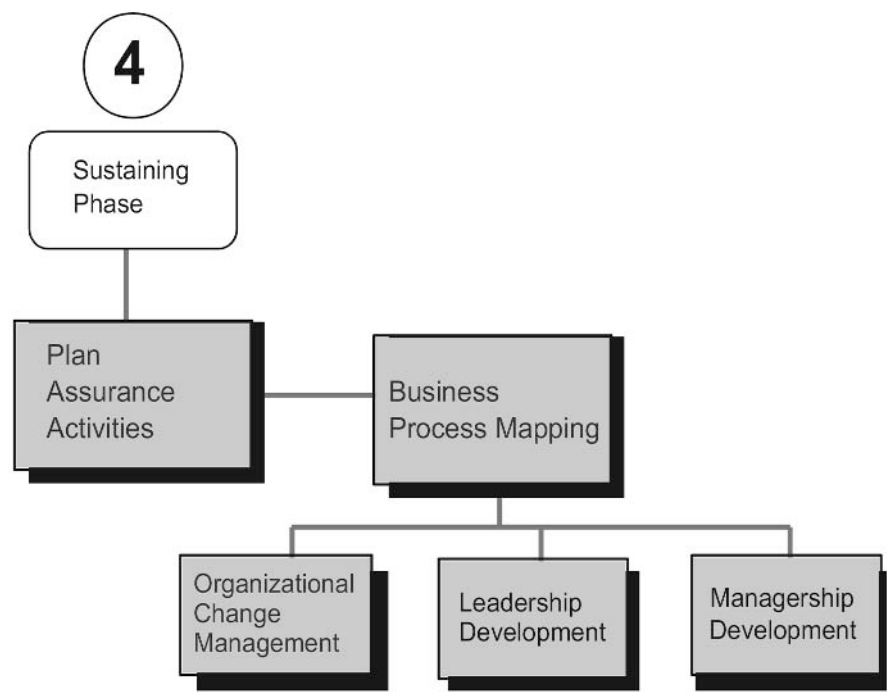 4
Sustaining
Phase
Plan
Assurance
Activities
Business
Process Mapping
Organizational
Change
Management
Leadership
Development
Managership
Development